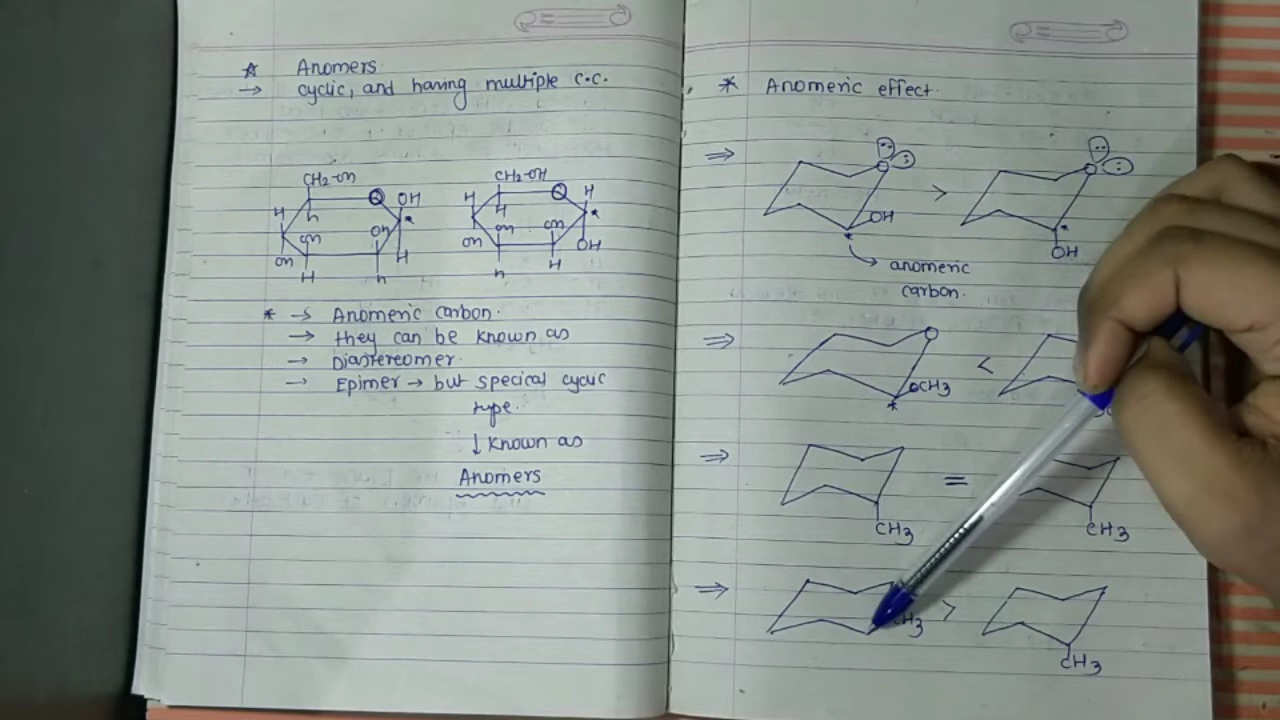 ☆ Anomers
→ cyclic, and having multiple c.c.
CH2-OH
O
OH
H
H
OH
OH
OH
H
H
H
*
CH2-OH
O
H
H
H
OH
OH
OH
OH
H
H
*
* → Anomeric carbon.
→ they can be known as
→ Diastereomer.
→ Epimer → but specical cyclic
type.
↓ known as
Anomers
* Anomeric effect.
⇒ O OH * > O * OH
↳ anomeric
carbon.
⇒ O OCH3 * <
⇒ CH3 = CH3
⇒ CH3 > CH3